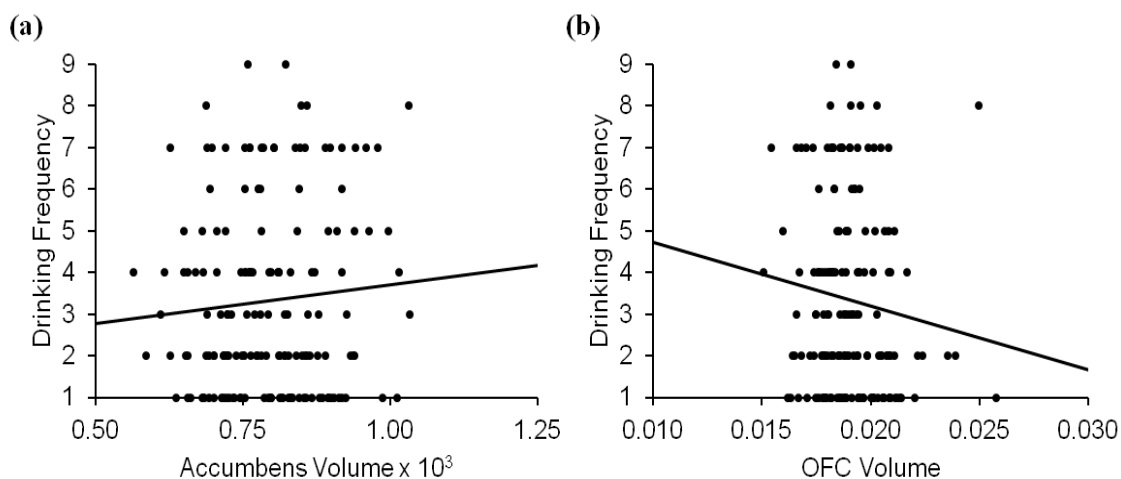 (a)
9
8
7
6
5
4
3
2
1
Drinking Frequency
0.50 0.75 1.00 1.25
Accumbens Volume x 10³
(b)
9
8
7
6
5
4
3
2
1
Drinking Frequency
0.010 0.015 0.020 0.025 0.030
OFC Volume